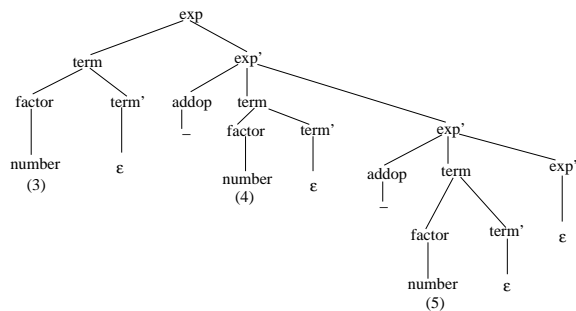 exp
term exp'
factor term' addop term
– factor term' exp'
number ε addop term exp'
(3) number ε
(4) –
factor term' ε
number ε
(5)